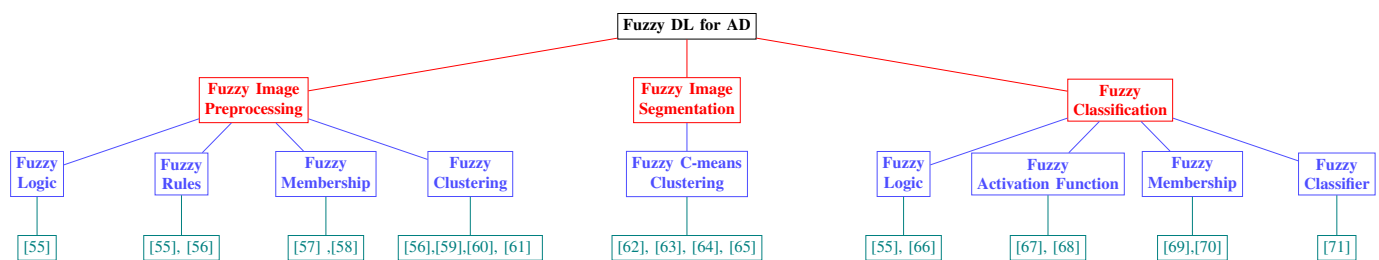 Fuzzy DL for AD
Fuzzy Image
Preprocessing
Fuzzy Image
Segmentation
Fuzzy
Classification
Fuzzy
Logic
Fuzzy
Rules
Fuzzy
Membership
Fuzzy
Clustering
Fuzzy C-means
Clustering
Fuzzy
Logic
Fuzzy
Activation Function
Fuzzy
Membership
Fuzzy
Classifier
[55]
[55], [56]
[57] ,[58]
[56],[59],[60], [61]
[62], [63], [64], [65]
[55], [66]
[67], [68]
[69],[70]
[71]